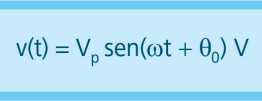 v(t) = Vₚ sen(ωt + θ₀) V